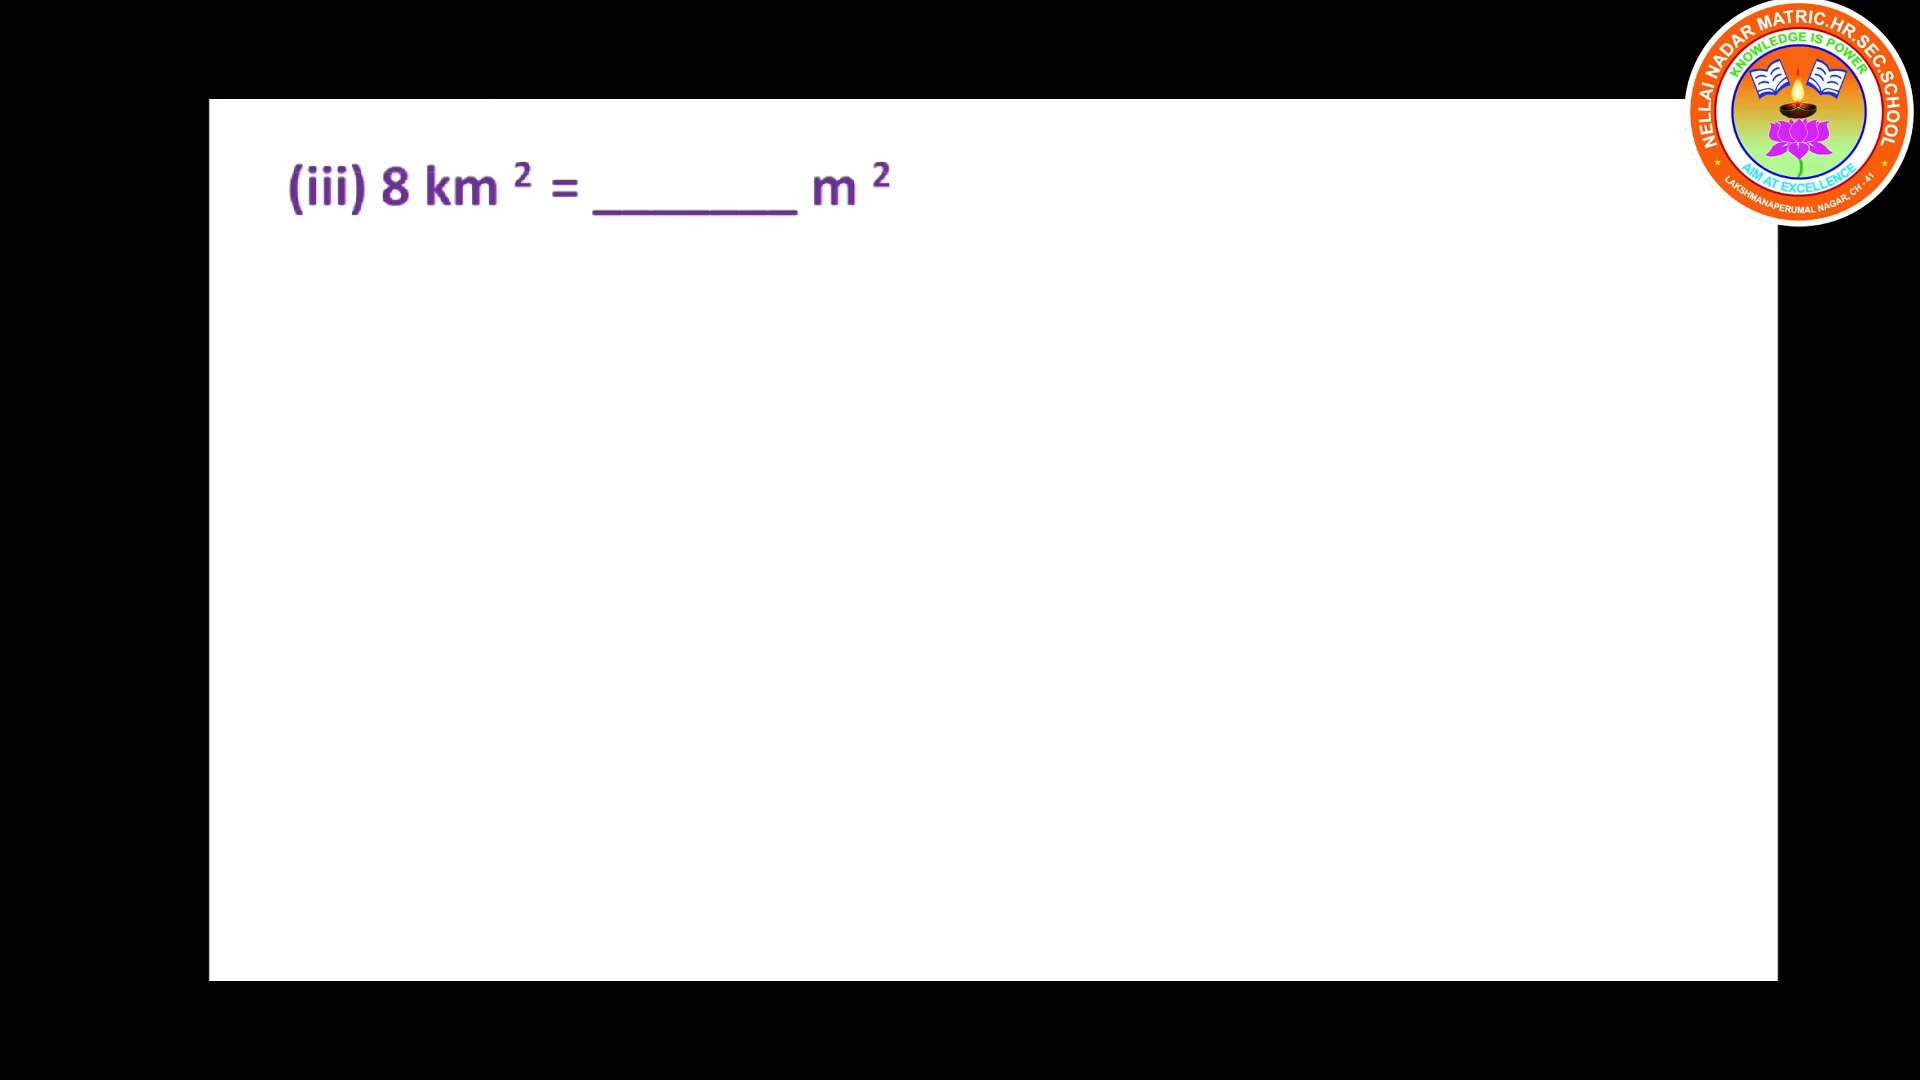 (iii) 8 km ² = _______ m ²
NELLAI NADAR MATRIC.HR.SEC.SCHOOL
KNOWLEDGE IS POWER
AIM AT EXCELLENCE
LAKSHMANAPERUMAL NAGAR, CH - 41